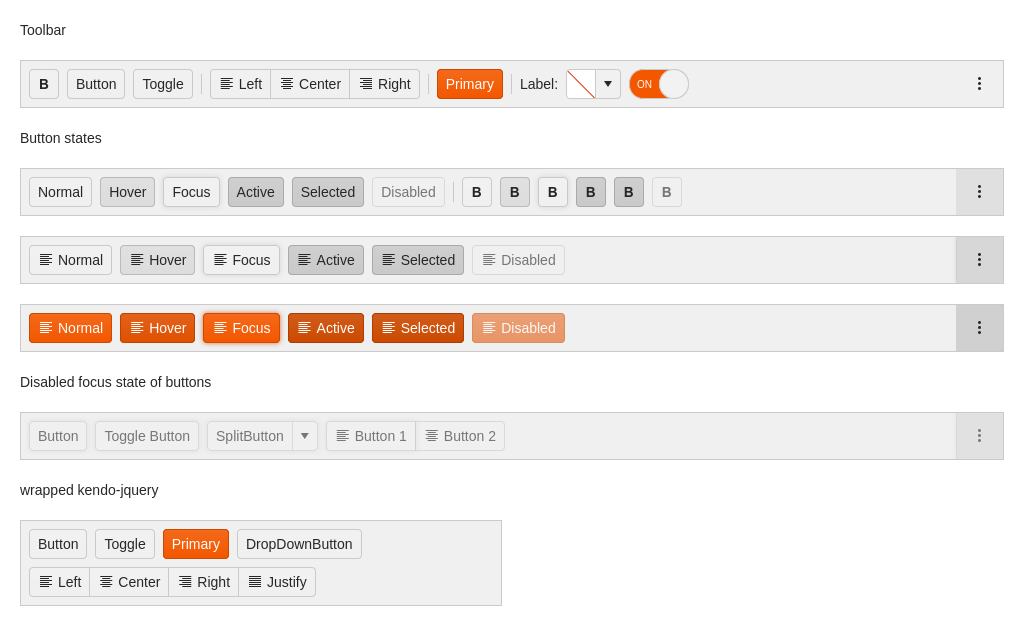 Toolbar
B Button Toggle Left Center Right Primary Label: ON
Button states
Normal Hover Focus Active Selected Disabled B B B B B B
Normal Hover Focus Active Selected Disabled
Normal Hover Focus Active Selected Disabled
Disabled focus state of buttons
Button Toggle Button SplitButton Button 1 Button 2
wrapped kendo-jquery
Button Toggle Primary DropDownButton
Left Center Right Justify